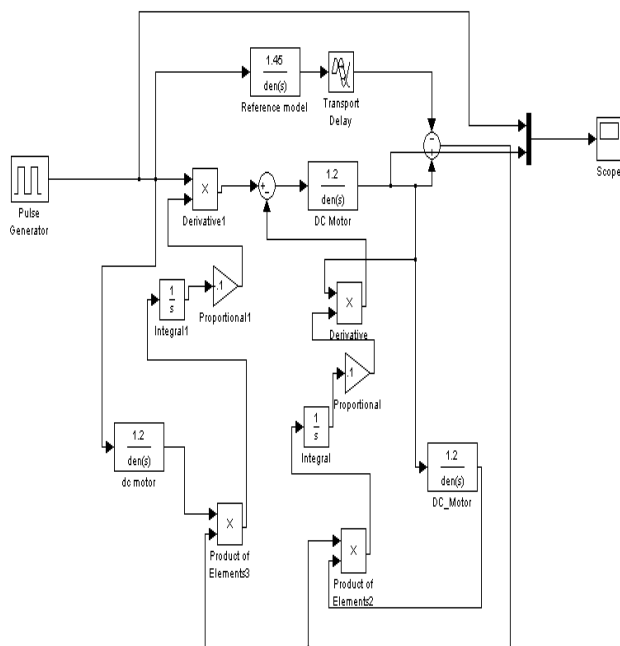 1.45
den(s)
Reference model
Transport
Delay
Pulse
Generator
X
Derivative1
+
-
1.2
den(s)
DC Motor
-
+
Scope
1
s
Integral1
-.1
Proportional1
X
Derivative
.1
Proportional
1
s
Integral
1.2
den(s)
dc motor
1.2
den(s)
DC_Motor
X
Product of
Elements3
X
Product of
Elements2